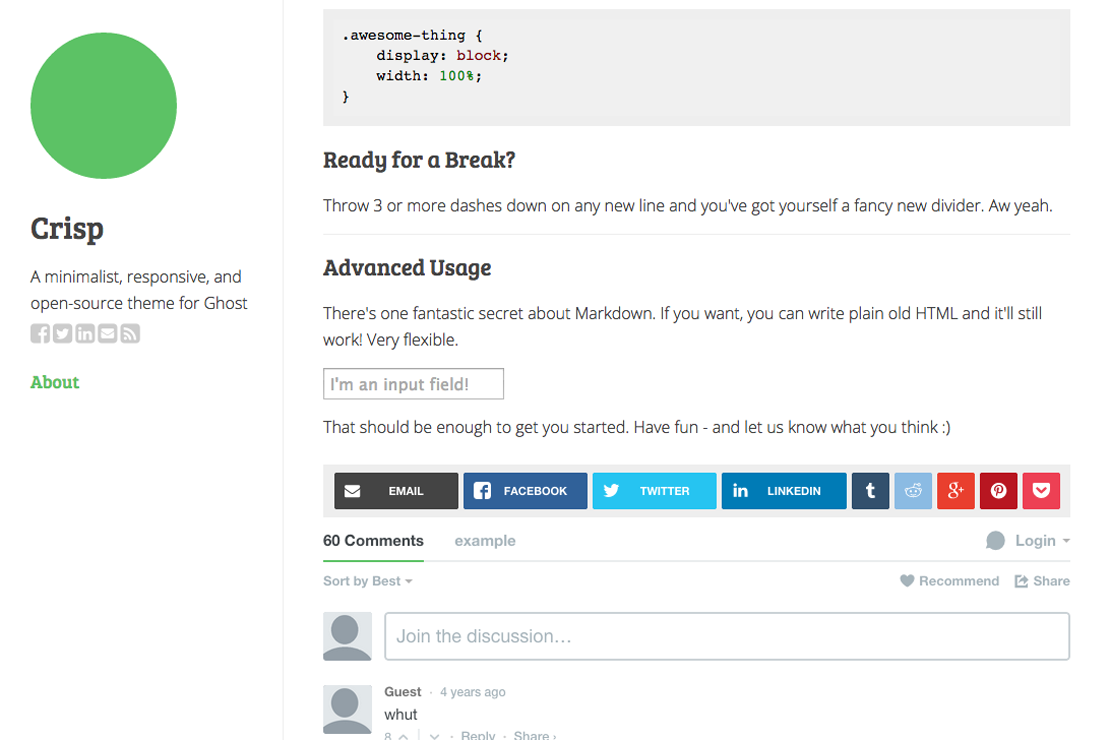 Crisp
A minimalist, responsive, and
open-source theme for Ghost
About
.awesome-thing {
    display: block;
    width: 100%;
}
Ready for a Break?
Throw 3 or more dashes down on any new line and you've got yourself a fancy new divider. Aw yeah.
Advanced Usage
There's one fantastic secret about Markdown. If you want, you can write plain old HTML and it'll still
work! Very flexible.
I'm an input field!
That should be enough to get you started. Have fun - and let us know what you think :)
EMAIL FACEBOOK TWITTER LINKEDIN
60 Comments example Login
Sort by Best Recommend Share
Join the discussion…
Guest · 4 years ago
whut
8 · Reply · Share ›